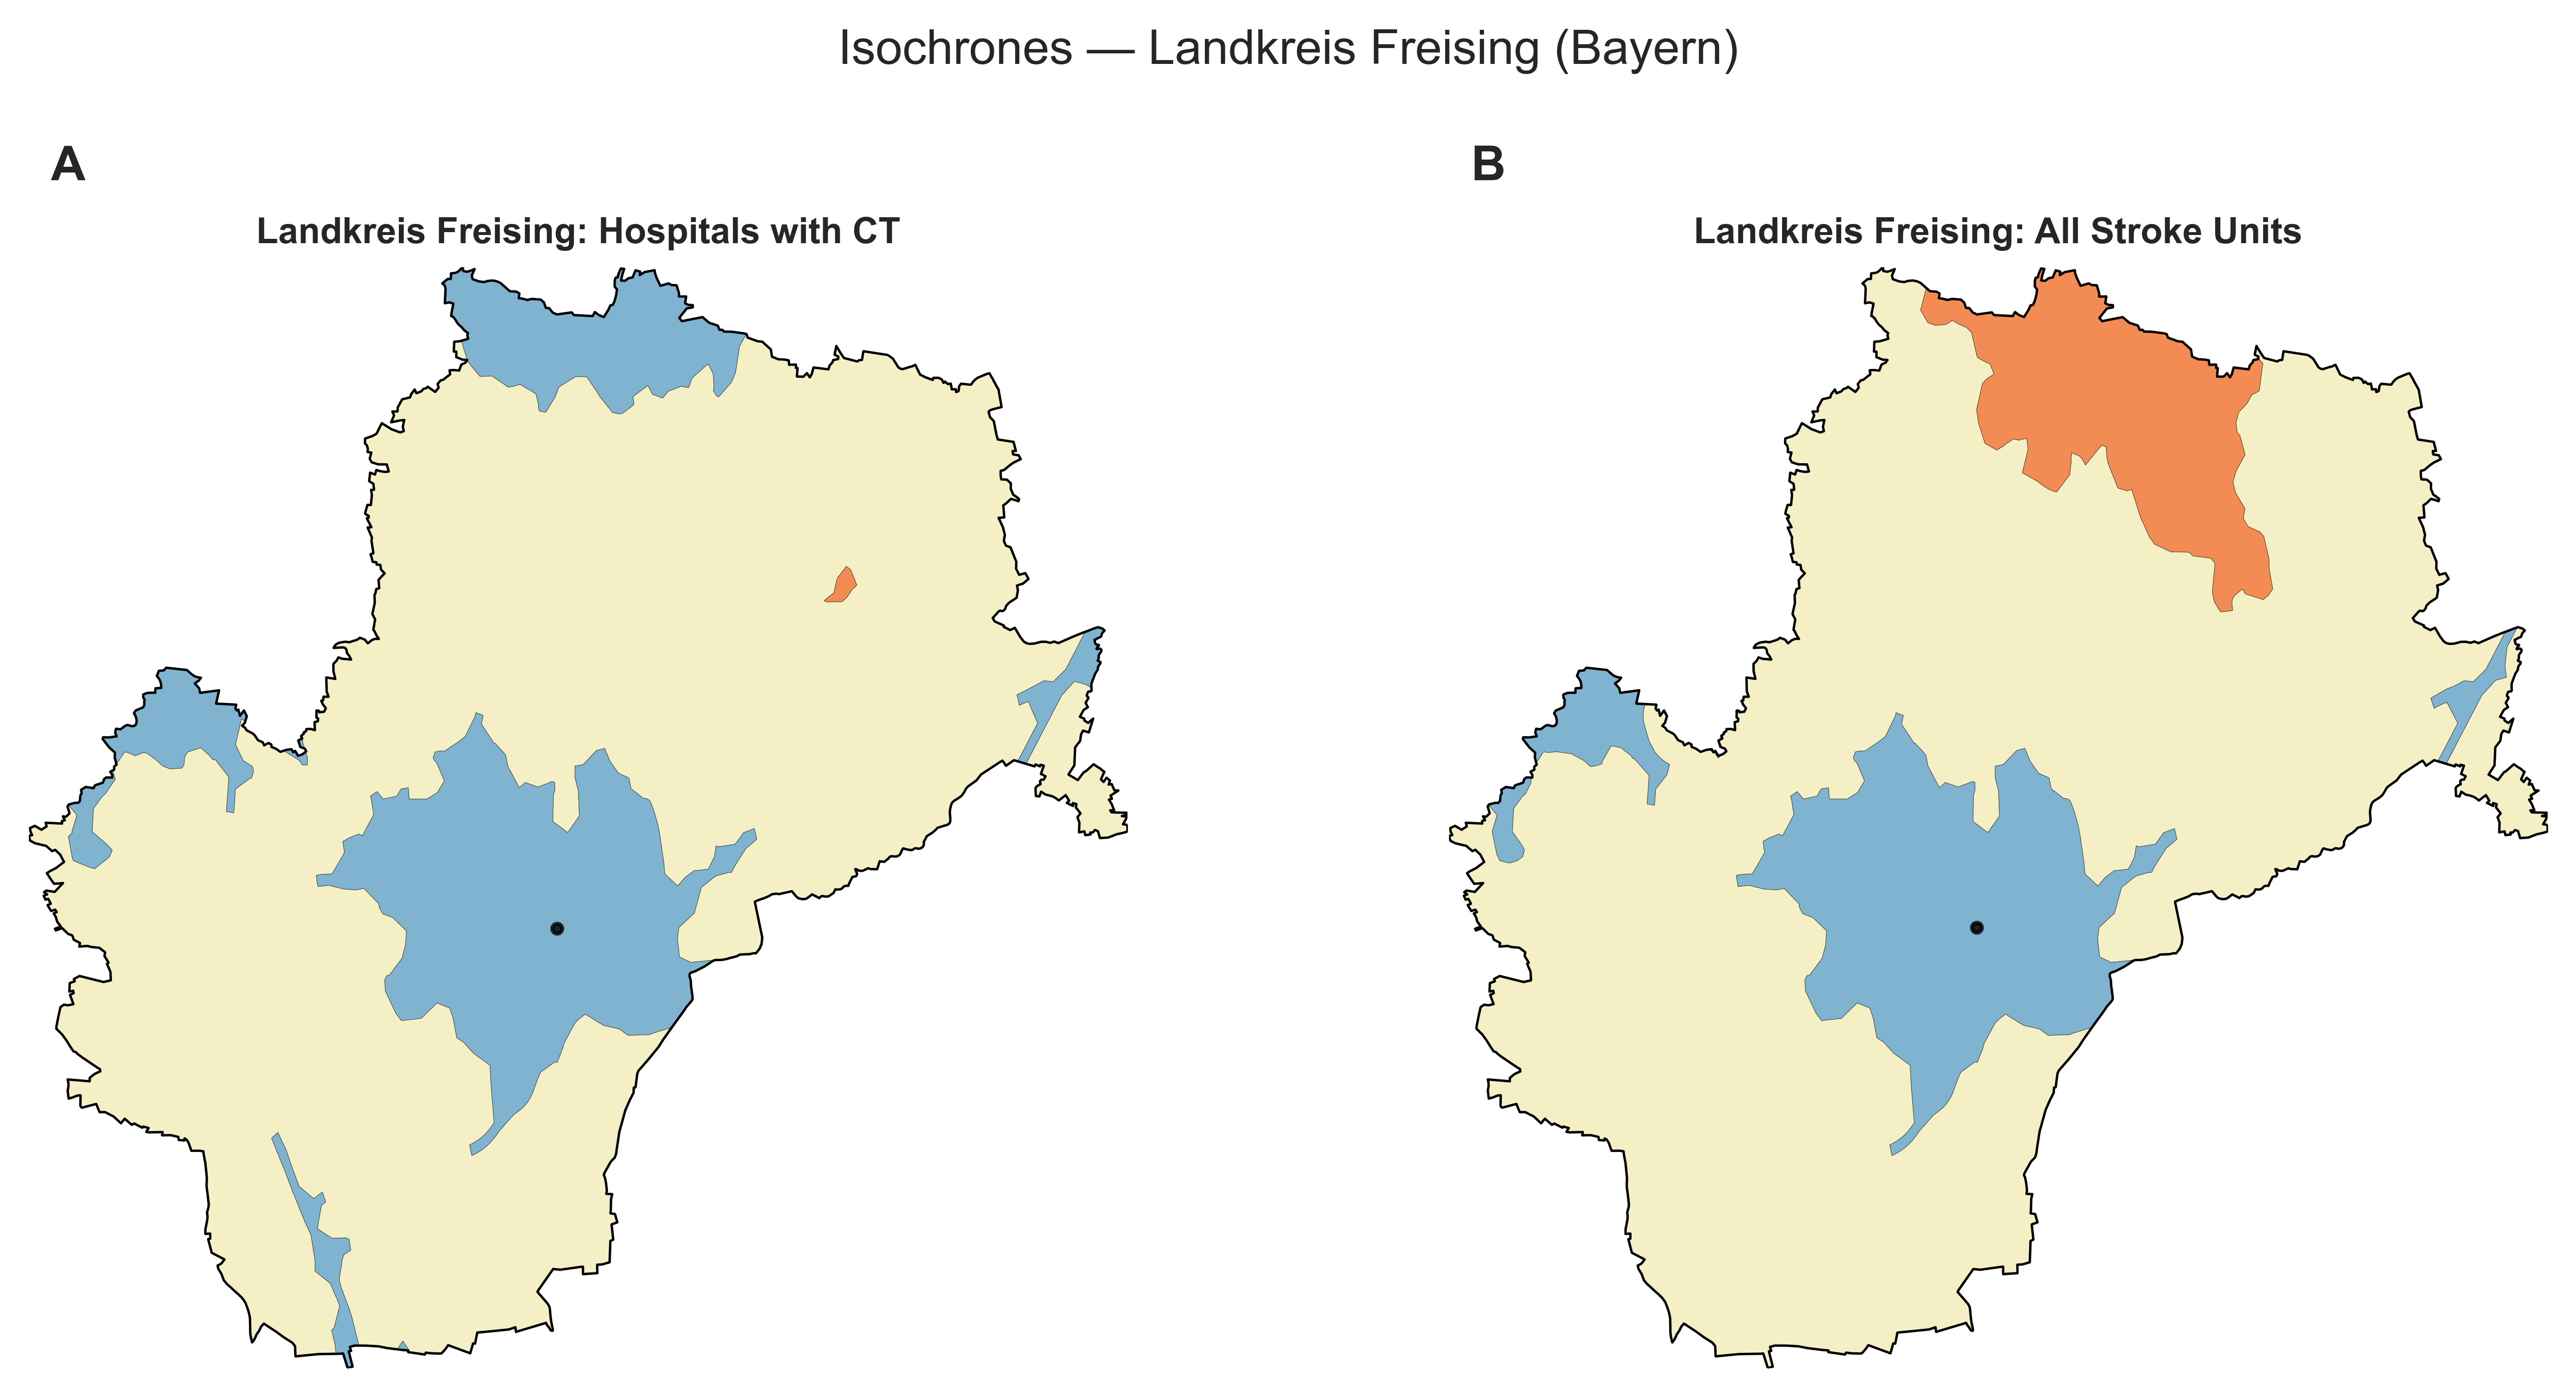 Isochrones — Landkreis Freising (Bayern)
A
B
Landkreis Freising: Hospitals with CT
Landkreis Freising: All Stroke Units